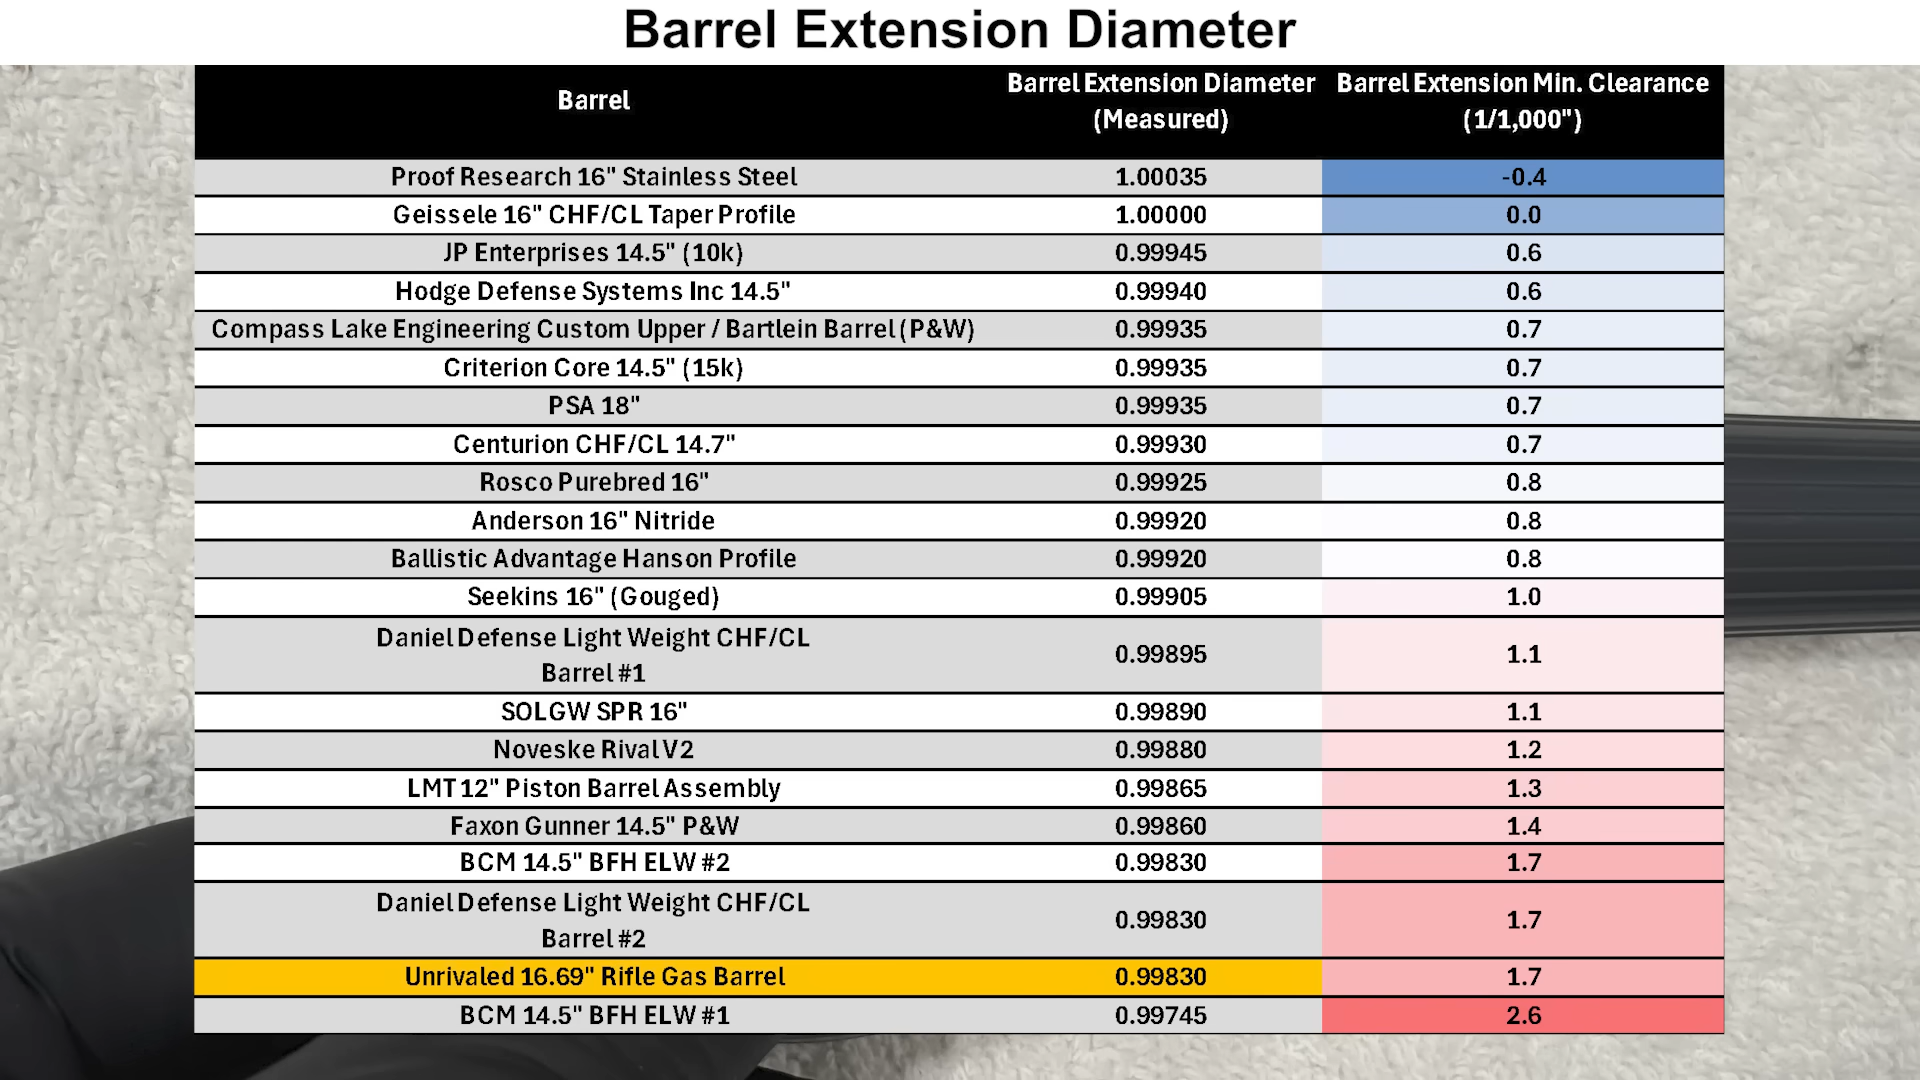 Barrel Extension Diameter
Barrel Barrel Extension Diameter (Measured) Barrel Extension Min. Clearance (1/1,000")
Proof Research 16" Stainless Steel 1.00035 -0.4
Geissele 16" CHF/CL Taper Profile 1.00000 0.0
JP Enterprises 14.5" (10k) 0.99945 0.6
Hodge Defense Systems Inc 14.5" 0.99940 0.6
Compass Lake Engineering Custom Upper / Bartlein Barrel (P&W) 0.99935 0.7
Criterion Core 14.5" (15k) 0.99935 0.7
PSA 18" 0.99935 0.7
Centurion CHF/CL 14.7" 0.99930 0.7
Rosco Purebred 16" 0.99925 0.8
Anderson 16" Nitride 0.99920 0.8
Ballistic Advantage Hanson Profile 0.99920 0.8
Seekins 16" (Gouged) 0.99905 1.0
Daniel Defense Light Weight CHF/CL
Barrel #1 0.99895 1.1
SOLGW SPR 16" 0.99890 1.1
Noveske Rival V2 0.99880 1.2
LMT 12" Piston Barrel Assembly 0.99865 1.3
Faxon Gunner 14.5" P&W 0.99860 1.4
BCM 14.5" BFH ELW #2 0.99830 1.7
Daniel Defense Light Weight CHF/CL
Barrel #2 0.99830 1.7
Unrivaled 16.69" Rifle Gas Barrel 0.99830 1.7
BCM 14.5" BFH ELW #1 0.99745 2.6